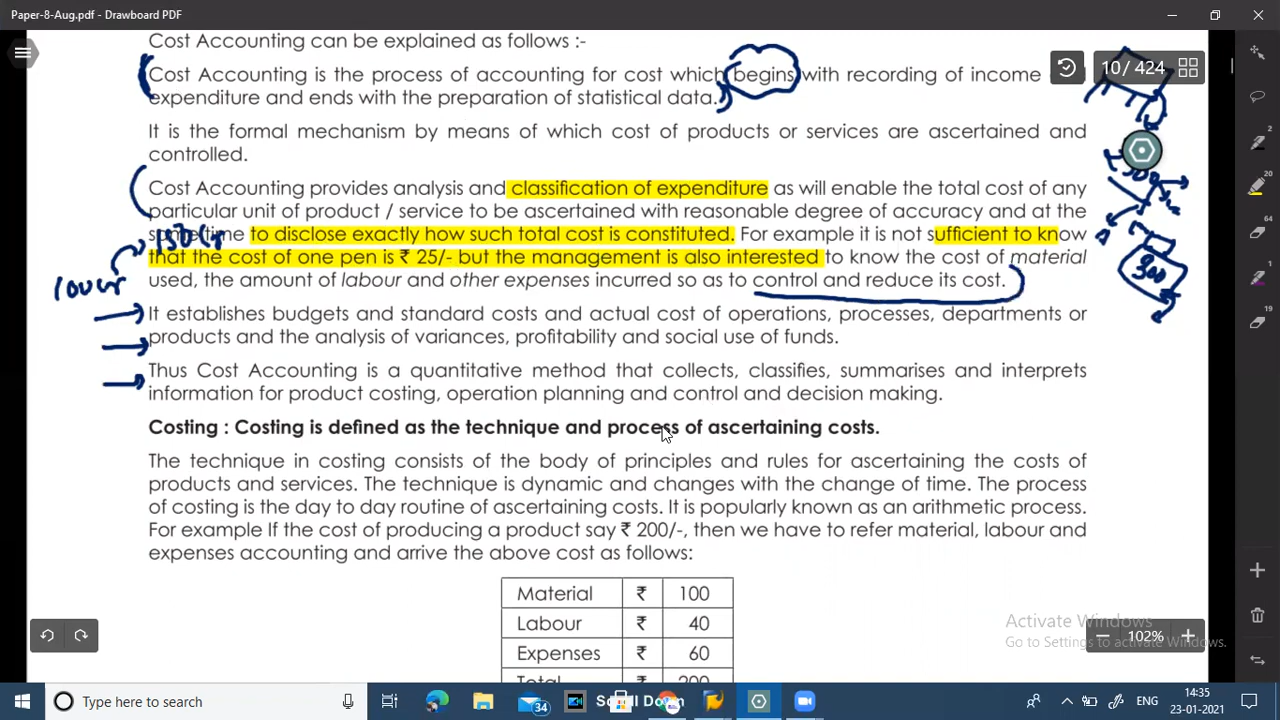 Paper-8-Aug.pdf - Drawboard PDF
Cost Accounting can be explained as follows :-
10 / 424
Cost Accounting is the process of accounting for cost which begins with recording of income
expenditure and ends with the preparation of statistical data.
It is the formal mechanism by means of which cost of products or services are ascertained and
controlled.
Cost Accounting provides analysis and classification of expenditure as will enable the total cost of any
particular unit of product / service to be ascertained with reasonable degree of accuracy and at the
same time to disclose exactly how such total cost is constituted. For example it is not sufficient to know
that the cost of one pen is ₹ 25/- but the management is also interested to know the cost of material
used, the amount of labour and other expenses incurred so as to control and reduce its cost.
300
It establishes budgets and standard costs and actual cost of operations, processes, departments or
products and the analysis of variances, profitability and social use of funds.
Thus Cost Accounting is a quantitative method that collects, classifies, summarises and interprets
information for product costing, operation planning and control and decision making.
Costing : Costing is defined as the technique and process of ascertaining costs.
The technique in costing consists of the body of principles and rules for ascertaining the costs of
products and services. The technique is dynamic and changes with the change of time. The process
of costing is the day to day routine of ascertaining costs. It is popularly known as an arithmetic process.
For example If the cost of producing a product say ₹ 200/-, then we have to refer material, labour and
expenses accounting and arrive the above cost as follows:
Material ₹ 100
Labour ₹ 40
Expenses ₹ 60
Total ₹ 200
Activate Windows
Go to Settings to activate Windows.
102%
20
64
22
Type here to search
34
Scroll Down
ENG
14:35
23-01-2021